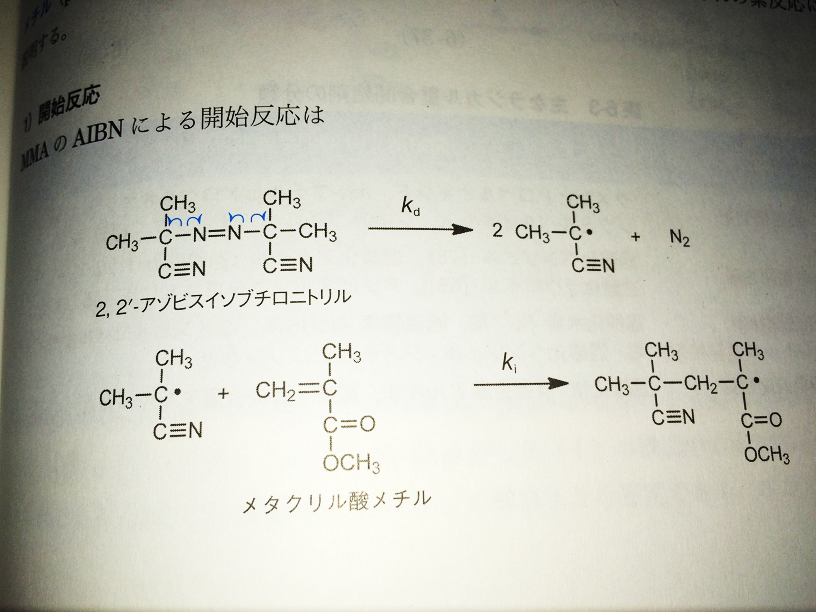 1) 開始反応
MMA の AIBN による開始反応は
CH₃ CH₃ kd CH₃
CH₃–C–N=N–C–CH₃ 2 CH₃–C• + N₂
C≡N C≡N C≡N
2, 2′-アゾビスイソブチロニトリル
CH₃ CH₃ ki CH₃ CH₃
CH₃–C• + CH₂=C CH₃–C–CH₂–C•
C≡N C=O C≡N C=O
OCH₃ OCH₃
メタクリル酸メチル